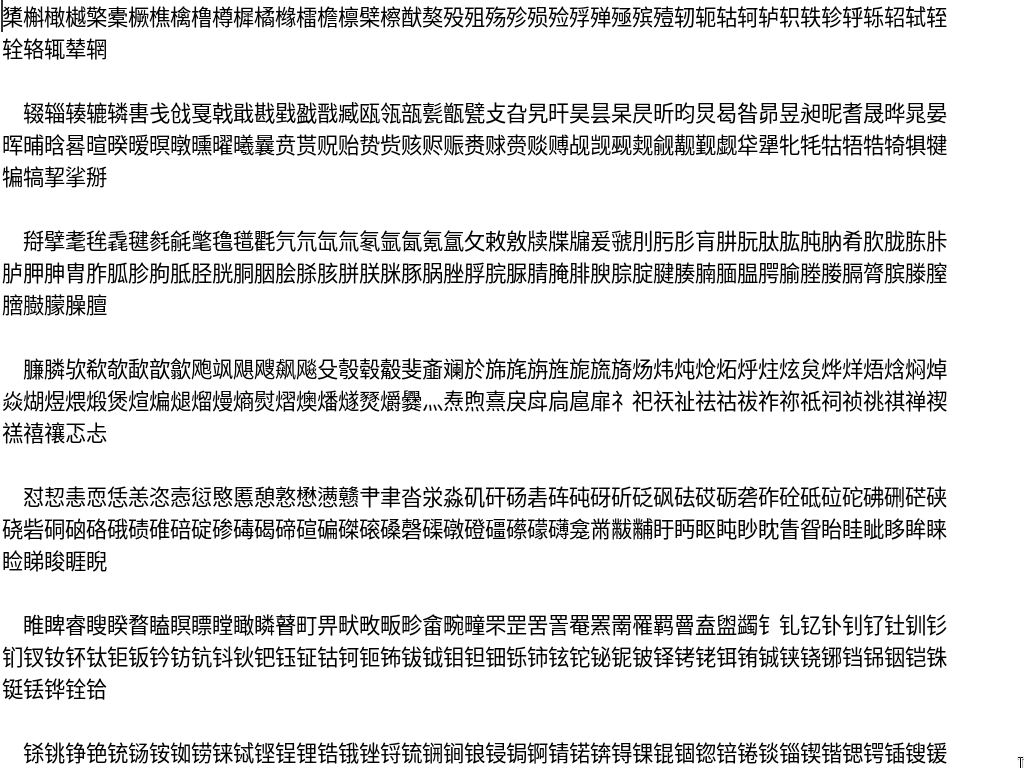 橥槲橄樾檠橐橛樵檎橹樽樨橘橼檑檐檩檗檫猷獒殁殂殇殄殒殓殍殚殛殡殪轫轭轱轲轳轵轶轸轷轹轺轼轾
辁辂辄辇辋
辍辎辏辘辚軎戋戗戛戟戢戡戥戤戬臧瓯瓴瓿甏甑甓攴旮旯旰昊昙杲昃昕昀炅曷昝昴昱昶昵耆晟晔晁晏
晖晡晗晷暄暌暧暝暾曛曜曦曩贲贳贶贻贽赀赅赆赈赉赇赍赕赙觇觊觋觌觎觏觐觑牮犟牝牦牯牾牿犄犋犍
犏犒挈挲掰
搿擘耄毪毳毽毵毹氅氇氆氍氕氘氙氚氡氩氤氪氲攵敕敫牍牒牖爰虢刖肟肜肓肼朊肽肱肫肭肴肷胧胨胩
胪胛胂胄胙胍胗朐胝胫胱胴胭脍脎胲胼朕脒豚脶脞脬脘脲腈腌腓腴腙腚腱腠腩腼腽腭腧塍媵膈膂膑滕膣
膪臌朦臊膻
臁膦欤欷欹歃歆歙飑飒飓飕飙飚殳彀毂觳斐齑斓於旆旄旃旌旎旒旖炀炜炖炝炻烀炷炫炱烨烊焐焓焖焯
焱煳煜煨煅煲煊煸煺熘熳熵熨熠燠燔燧燹爝爨灬焘煦熹戾戽扃扈扉礻祀祆祉祛祜祓祚祢祗祠祯祧祺禅禊
禚禧禳忑忐
怼恝恚恧恁恙恣悫愆愍慝憩憝懋懑戆肀聿沓泶淼矶矸砀砉砗砘砑斫砭砜砝砹砺砻砟砼砥砬砣砩硎硭硖
硗砦硐硇硌硪碛碓碚碇碜碡碣碲碹碥磔磙磉磬磲礅磴礓礤礞礴龛黹黻黼盱眄眍盹眇眈眚眢眙眭眦眵眸睐
睑睇睃睚睨
睢睥睿瞍睽瞀瞌瞑瞟瞠瞰瞵瞽町畀畎畋畈畛畲畹疃罘罡罟詈罨罴罱罹羁罾盍盥蠲钅钆钇钋钊钌钍钏钐
钔钗钕钚钛钜钣钤钫钪钭钬钯钰钲钴钶钷钸钹钺钼钽钿铄铈铉铊铋铌铍铎铐铑铒铕铖铗铙铘铛铞铟铠铢
铤铥铧铨铪
铩铫铮铯铳铴铵铷铹铼铽铿锃锂锆锇锉锊锍锎锏锒锓锔锕锖锘锛锝锞锟锢锪锫锩锬锱锲锴锶锷锸锼锾